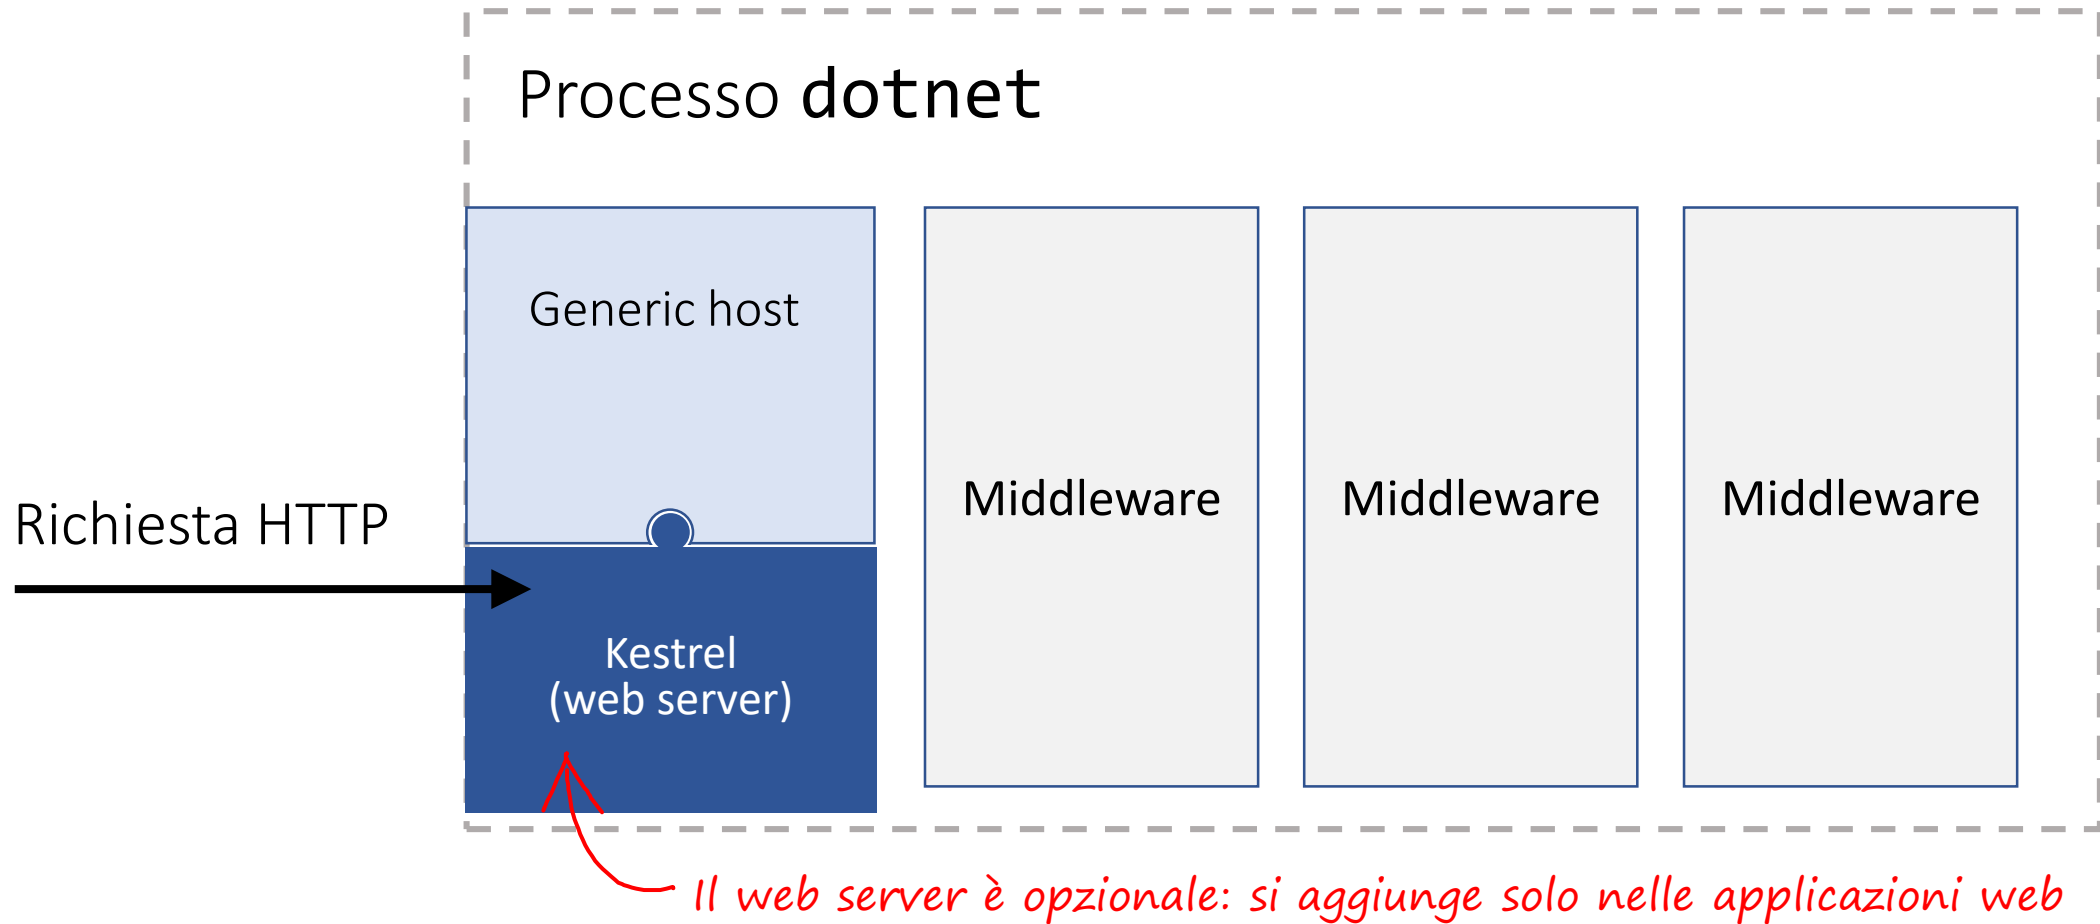 Processo dotnet
Generic host
Richiesta HTTP
Kestrel
(web server)
Middleware
Middleware
Middleware
Il web server è opzionale: si aggiunge solo nelle applicazioni web